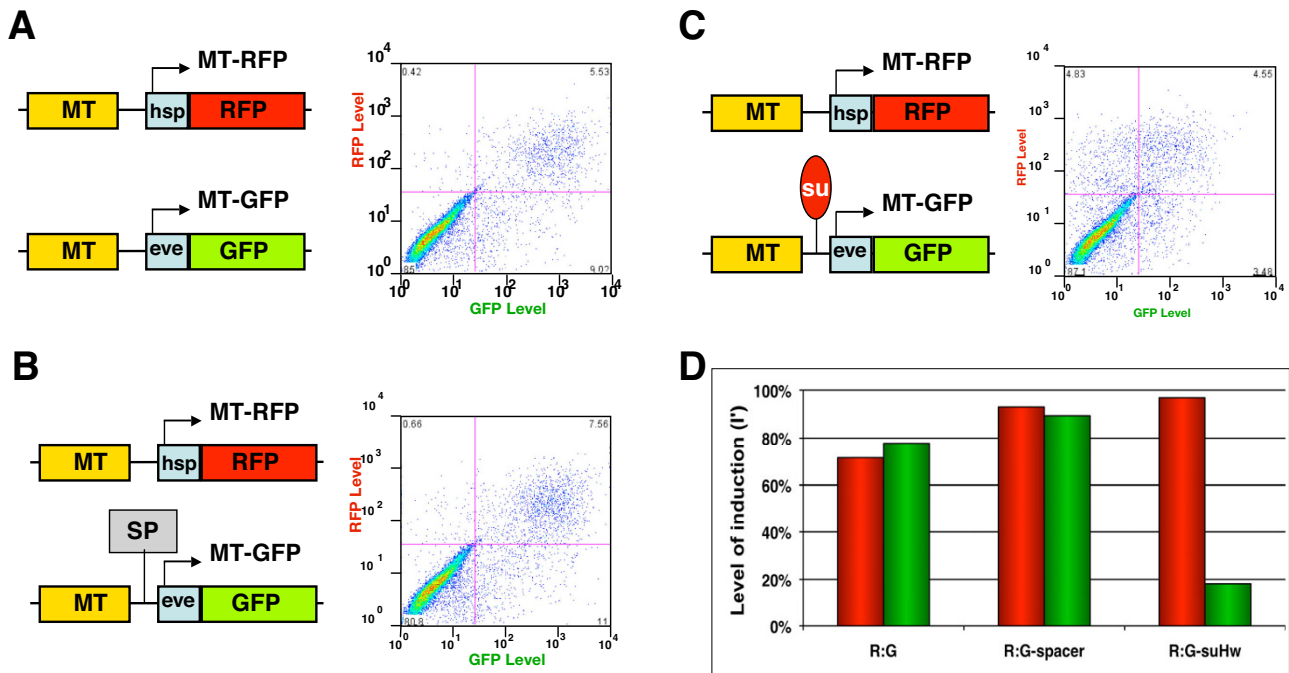 A
MT-RFP
MT
hsp
RFP
MT-GFP
MT
eve
GFP
RFP Level
10 4
10 3
10 2
10 1
10 0
0.42
5.53
85
9.02
10 0
10 1
10 2
10 3
10 4
GFP Level
B
MT-RFP
MT
hsp
RFP
SP
MT-GFP
MT
eve
GFP
RFP Level
10 4
10 3
10 2
10 1
10 0
0.66
7.56
80.8
11
10 0
10 1
10 2
10 3
10 4
GFP Level
C
MT-RFP
MT
hsp
RFP
su
MT-GFP
MT
eve
GFP
RFP Level
10 4
10 3
10 2
10 1
10 0
4.83
4.55
87.1
3.48
10 0
10 1
10 2
10 3
10 4
GFP Level
D
Level of induction (I')
100%
80%
60%
40%
20%
0%
R:G
R:G-spacer
R:G-suHw